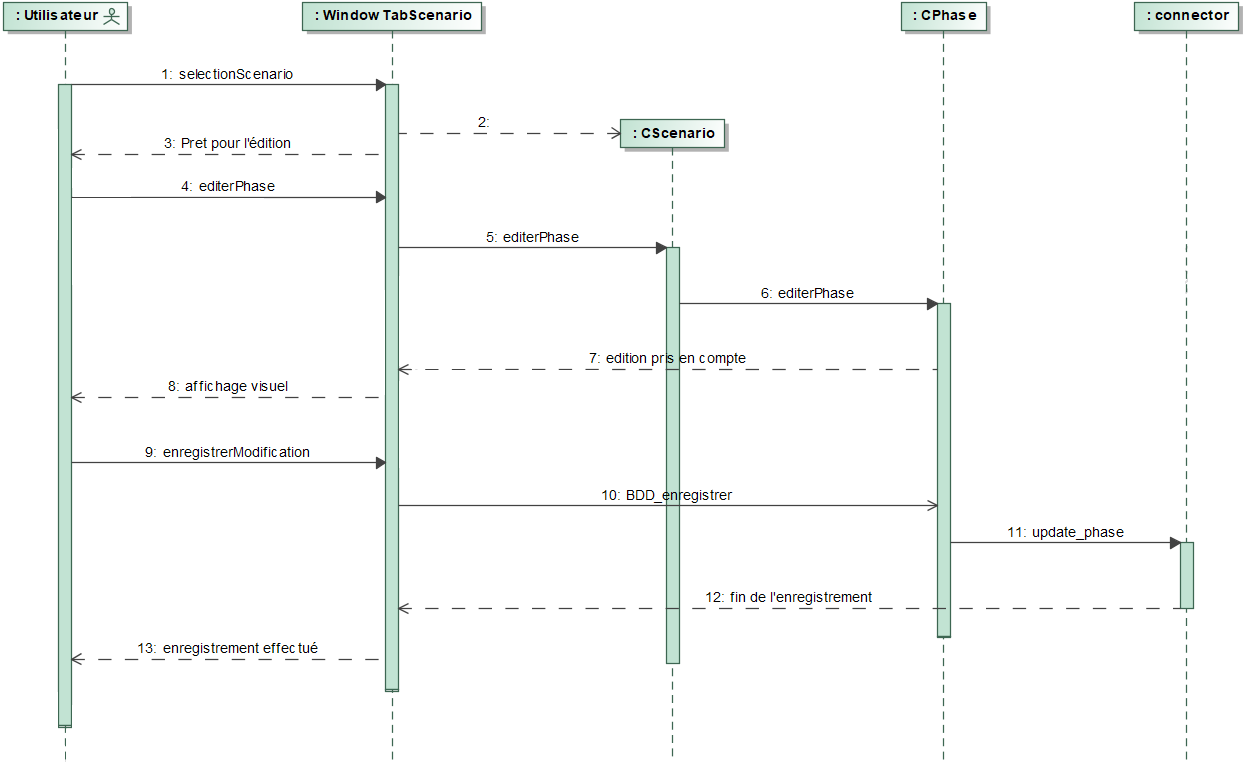 : Utilisateur
: Window TabScenario
: CPhase
: connector
1: selectionScenario
2:
: CScenario
3: Pret pour l'édition
4: editerPhase
5: editerPhase
6: editerPhase
7: edition pris en compte
8: affichage visuel
9: enregistrerModification
10: BDD_enregistrer
11: update_phase
12: fin de l'enregistrement
13: enregistrement effectué